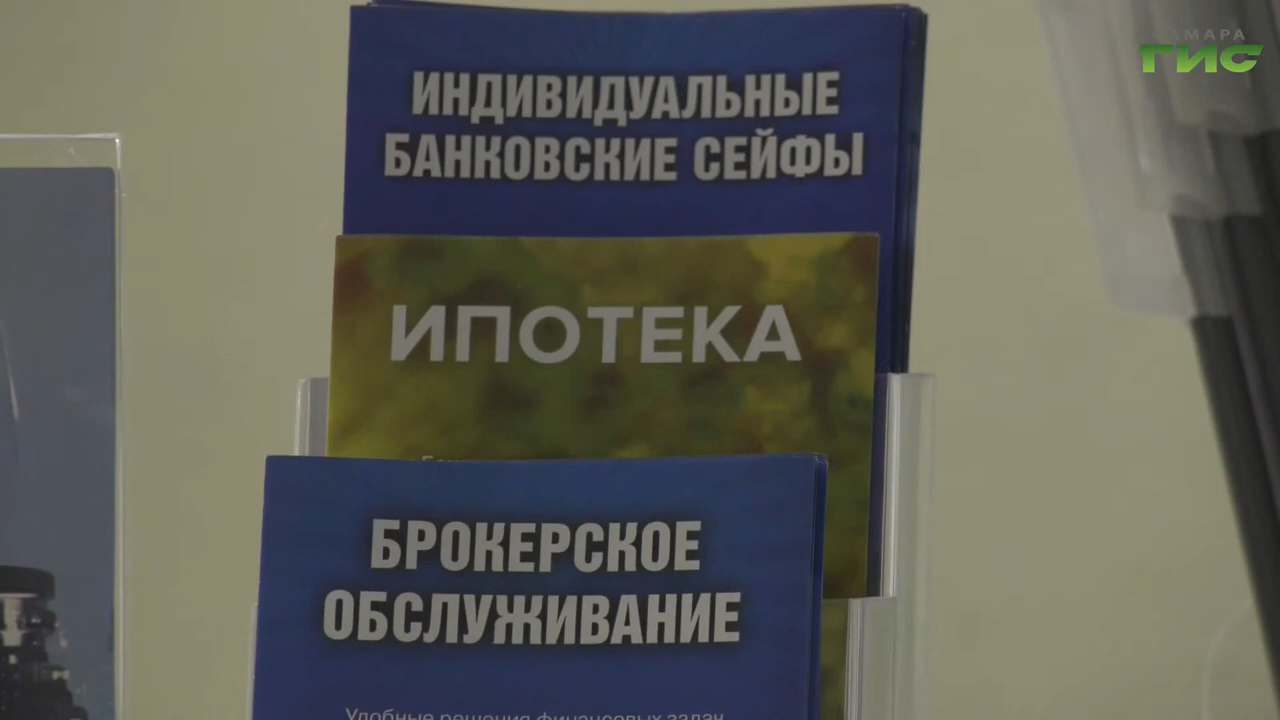 САМАРА
ГИС
ИНДИВИДУАЛЬНЫЕ
БАНКОВСКИЕ СЕЙФЫ
ИПОТЕКА
БРОКЕРСКОЕ
ОБСЛУЖИВАНИЕ
Удобные решения финансовых задач